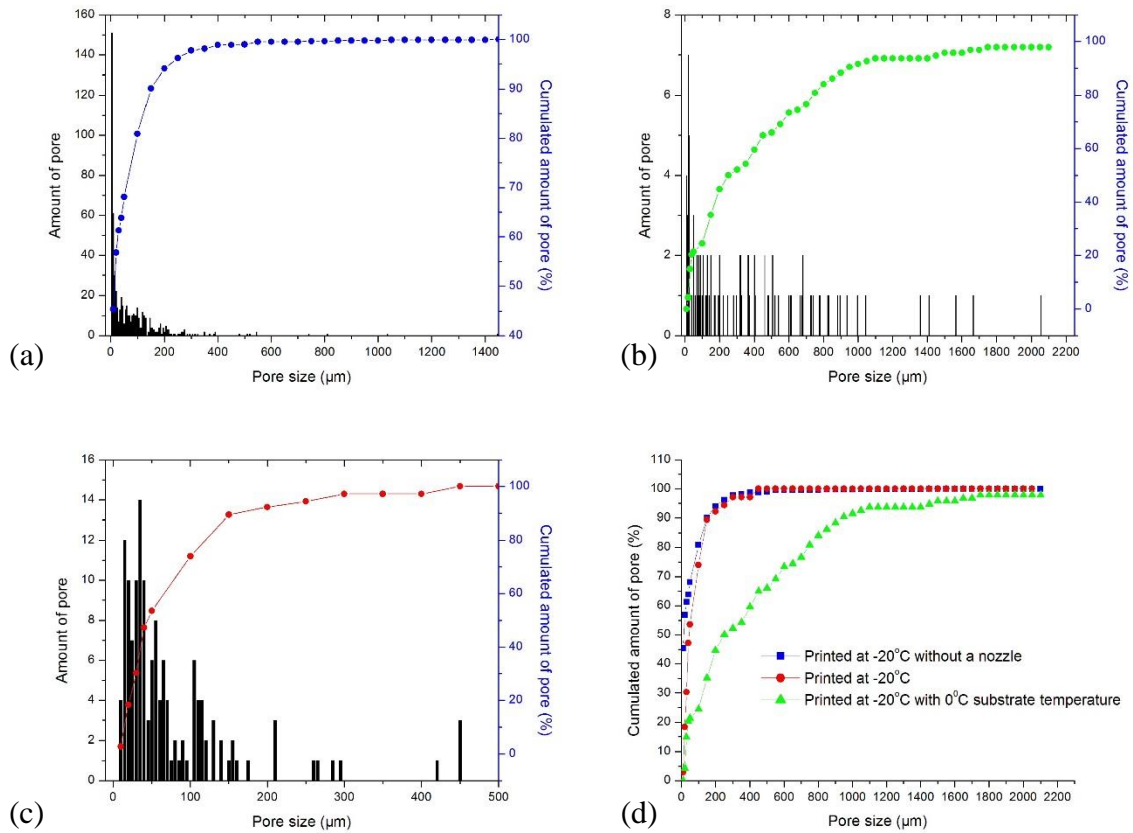 160
140
120
100
80
60
40
20
0
Amount of pore
100
90
80
70
60
50
40
Cumulated amount of pore (%)
0 200 400 600 800 1000 1200 1400
Pore size (µm)
(a)
8
6
4
2
0
Amount of pore
100
80
60
40
20
0
Cumulated amount of pore (%)
0 200 400 600 800 1000 1200 1400 1600 1800 2000 2200
Pore size (µm)
(b)
16
14
12
10
8
6
4
2
0
Amount of pore
100
80
60
40
20
0
Cumulated amount of pore (%)
0 100 200 300 400 500
Pore size (µm)
(c)
110
100
90
80
70
60
50
40
30
20
10
0
Cumulated amount of pore (%)
Printed at -20°C without a nozzle
Printed at -20°C
Printed at -20°C with 0°C substrate temperature
0 200 400 600 800 1000 1200 1400 1600 1800 2000 2200
Pore size (µm)
(d)